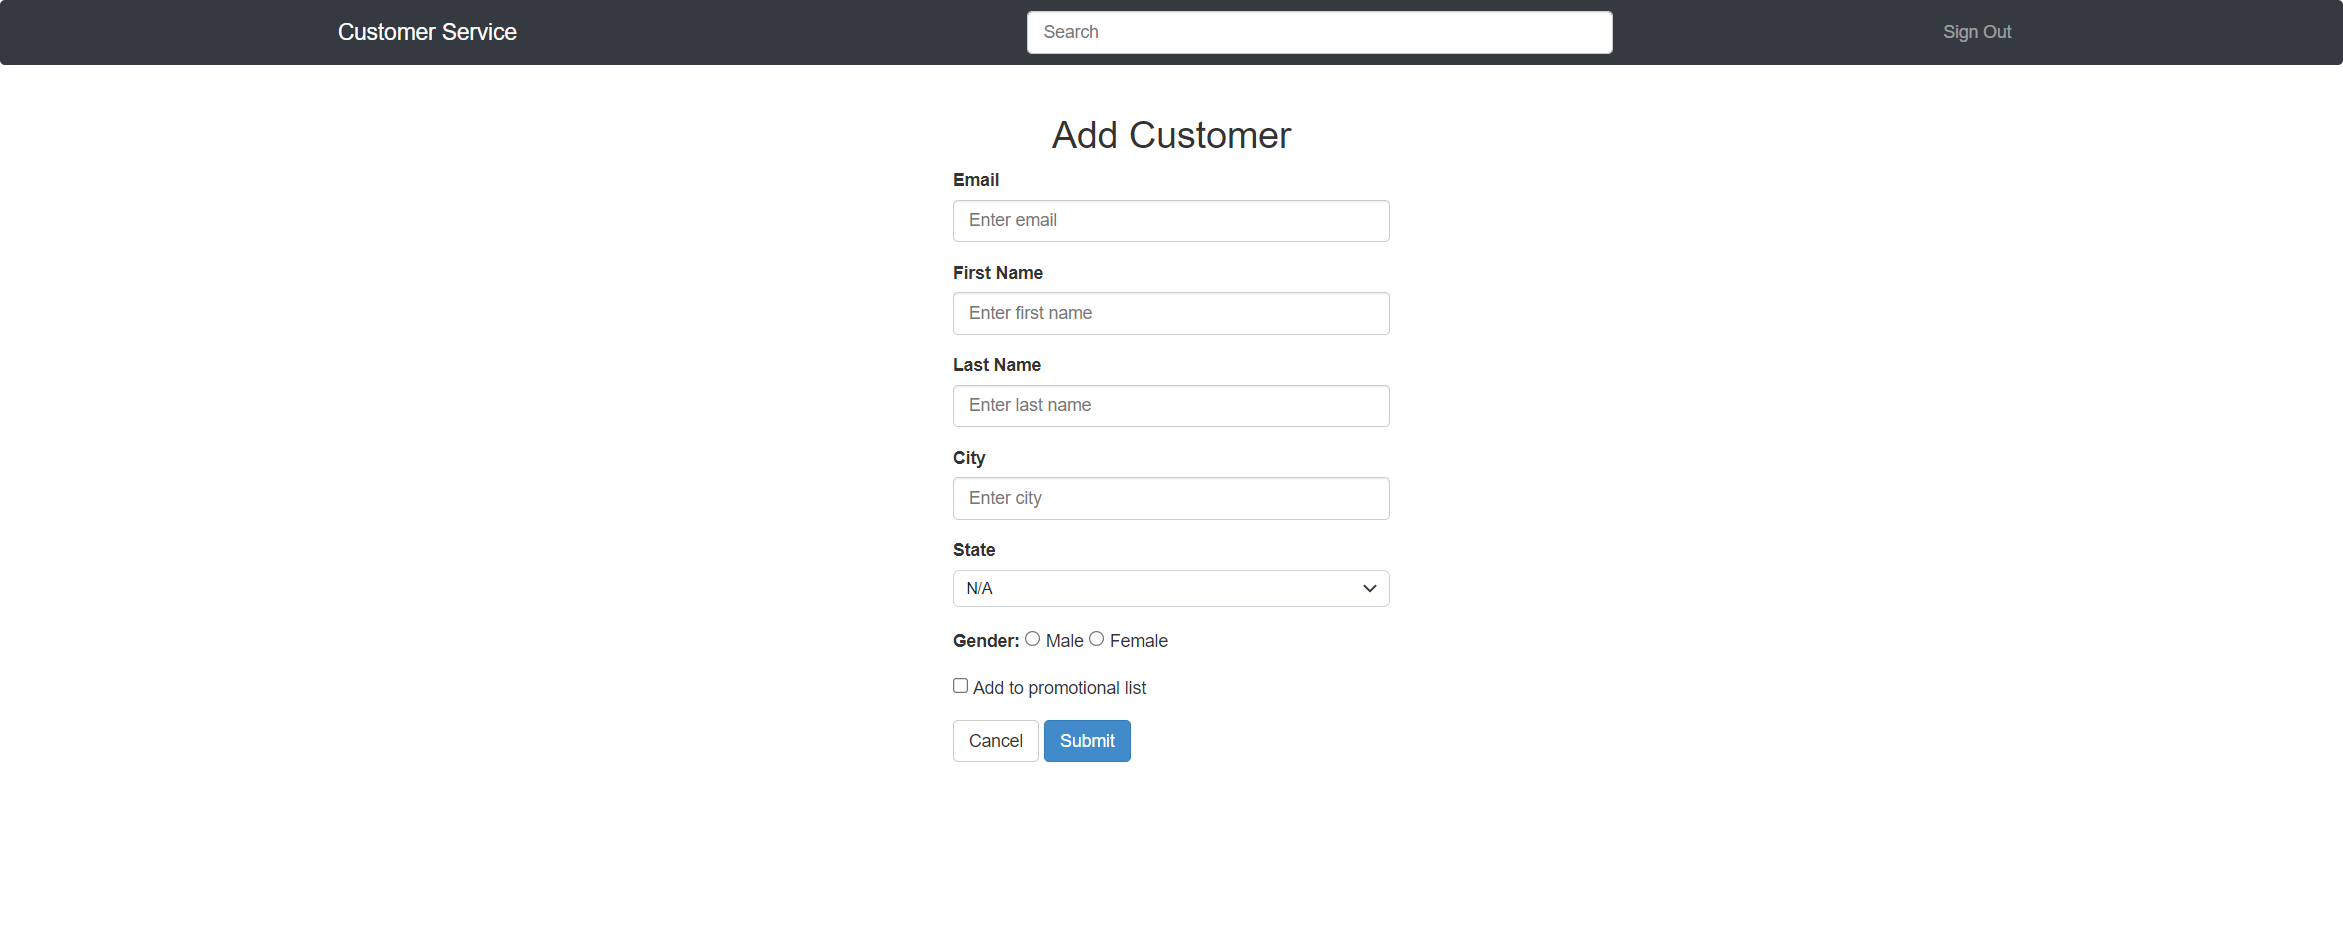 Customer Service Search Sign Out
Add Customer
Email
Enter email
First Name
Enter first name
Last Name
Enter last name
City
Enter city
State
N/A
Gender: Male Female
Add to promotional list
Cancel Submit